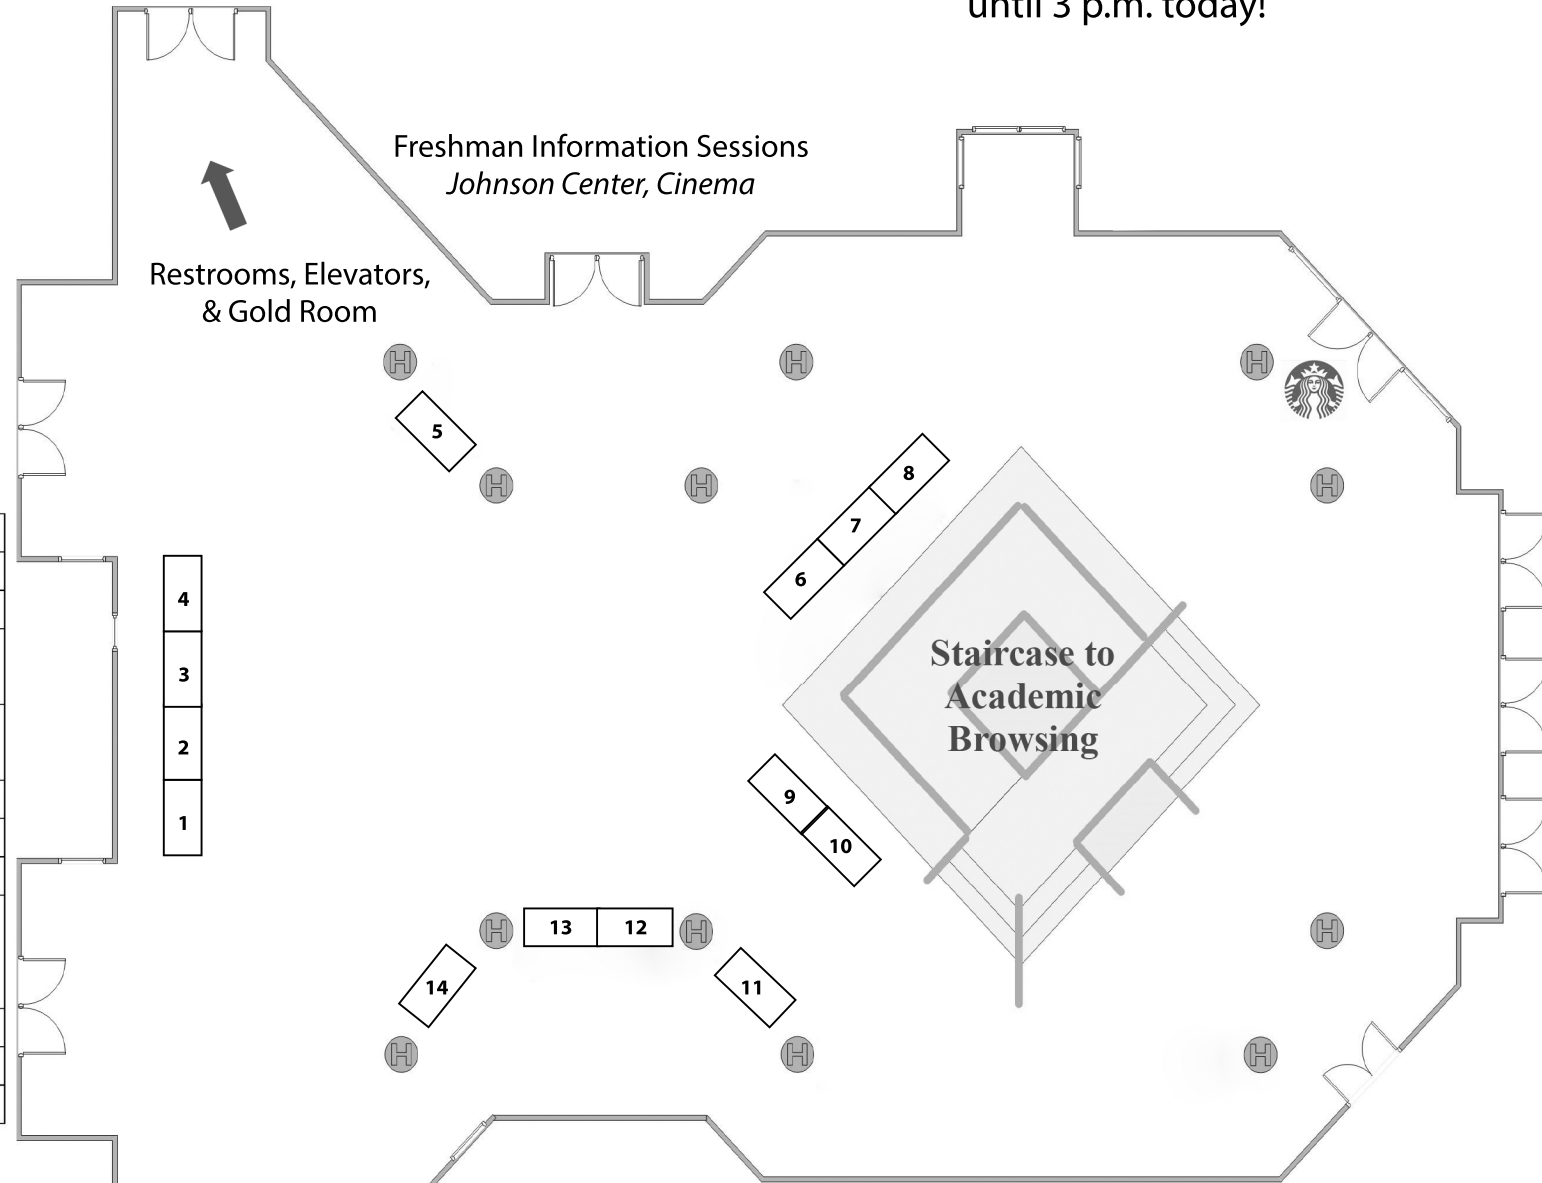 until 3 p.m. today!
Freshman Information Sessions
Johnson Center, Cinema
Restrooms, Elevators,
& Gold Room
5
8
7
6
4
3
2
1
Staircase to
Academic
Browsing
9
10
13
12
14
11
H
H
H
H
H
H
H
H
H
H
H
H